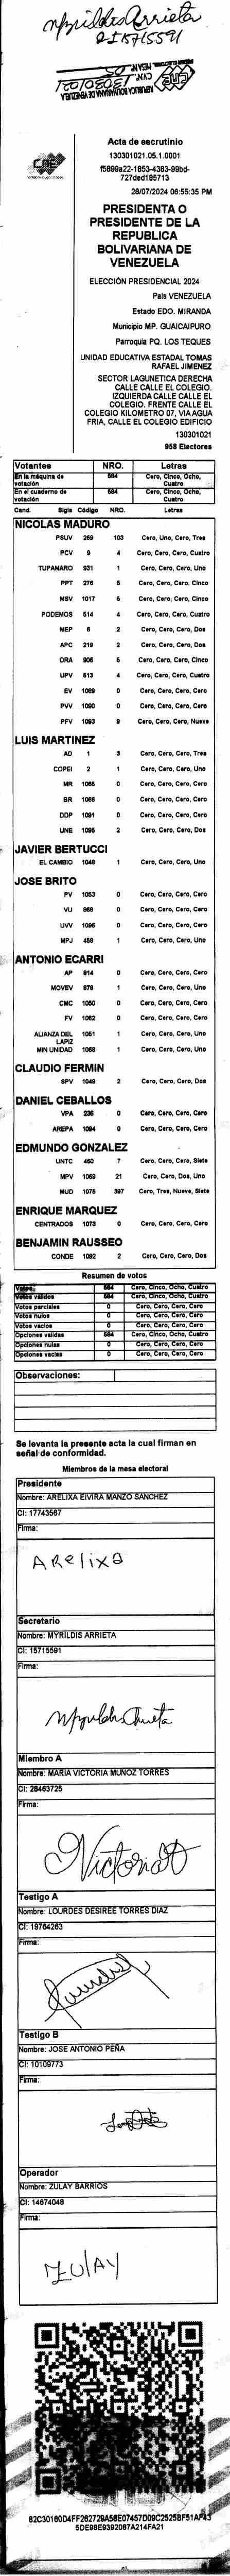 Myrildis Arrieta
CI 15715591
MESA Nº 05
CNV: 130301021
REPÚBLICA BOLIVARIANA DE VENEZUELA
CNE
Acta de escrutinio
130301021.05.1.0001
28/07/2024 06:55:35 PM
PRESIDENTA O
PRESIDENTE DE LA
REPUBLICA
BOLIVARIANA DE
VENEZUELA
ELECCIÓN PRESIDENCIAL 2024
País VENEZUELA
Estado EDO. MIRANDA
Municipio MP. GUAICAIPURO
Parroquia PQ. LOS TEQUES
UNIDAD EDUCATIVA ESTADAL TOMAS
RAFAEL JIMENEZ
SECTOR LAGUNETICA DERECHA
CALLE CALLE EL COLEGIO.
IZQUIERDA CALLE CALLE EL
COLEGIO. FRENTE CALLE EL
COLEGIO KILOMETRO 07, VIA AGUA
FRIA, CALLE EL COLEGIO EDIFICIO
130301021
958 Electores
Votantes NRO. Letras
En la máquina de votación 584 Cero, Cinco, Ocho, Cuatro
En el cuaderno de votación 584 Cero, Cinco, Ocho, Cuatro
Cand. Sigla Código NRO. Letras
NICOLAS MADURO
PSUV 269 103 Cero, Uno, Cero, Tres
PCV 9 4 Cero, Cero, Cero, Cuatro
TUPAMARO 931 1 Cero, Cero, Cero, Uno
PPT 276 5 Cero, Cero, Cero, Cinco
MSV 1017 5 Cero, Cero, Cero, Cinco
PODEMOS 514 4 Cero, Cero, Cero, Cuatro
MEP 6 2 Cero, Cero, Cero, Dos
APC 219 2 Cero, Cero, Cero, Dos
ORA 906 5 Cero, Cero, Cero, Cinco
UPV 613 4 Cero, Cero, Cero, Cuatro
EV 1089 0 Cero, Cero, Cero, Cero
PVV 1090 0 Cero, Cero, Cero, Cero
PFV 1093 9 Cero, Cero, Cero, Nueve
LUIS MARTINEZ
AD 1 3 Cero, Cero, Cero, Tres
COPEI 2 1 Cero, Cero, Cero, Uno
MR 1065 0 Cero, Cero, Cero, Cero
BR 1066 0 Cero, Cero, Cero, Cero
DDP 1091 0 Cero, Cero, Cero, Cero
UNE 1095 2 Cero, Cero, Cero, Dos
JAVIER BERTUCCI
EL CAMBIO 1048 1 Cero, Cero, Cero, Uno
JOSE BRITO
PV 1053 0 Cero, Cero, Cero, Cero
VU 868 0 Cero, Cero, Cero, Cero
UVV 1096 0 Cero, Cero, Cero, Cero
MPJ 458 1 Cero, Cero, Cero, Uno
ANTONIO ECARRI
AP 914 0 Cero, Cero, Cero, Cero
MOVEV 978 1 Cero, Cero, Cero, Uno
CMC 1050 0 Cero, Cero, Cero, Cero
FV 1062 0 Cero, Cero, Cero, Cero
ALIANZA DEL LAPIZ 1051 1 Cero, Cero, Cero, Uno
MIN UNIDAD 1068 1 Cero, Cero, Cero, Uno
CLAUDIO FERMIN
SPV 1049 2 Cero, Cero, Cero, Dos
DANIEL CEBALLOS
VPA 236 0 Cero, Cero, Cero, Cero
AREPA 1094 0 Cero, Cero, Cero, Cero
EDMUNDO GONZALEZ
UNTC 460 7 Cero, Cero, Cero, Siete
MPV 1069 21 Cero, Cero, Dos, Uno
MUD 1075 397 Cero, Tres, Nueve, Siete
ENRIQUE MARQUEZ
CENTRADOS 1073 0 Cero, Cero, Cero, Cero
BENJAMIN RAUSSEO
CONDE 1092 2 Cero, Cero, Cero, Dos
Resumen de votos
Votos 584 Cero, Cinco, Ocho, Cuatro
Votos validos 584 Cero, Cinco, Ocho, Cuatro
Votos parciales 0 Cero, Cero, Cero, Cero
Votos nulos 0 Cero, Cero, Cero, Cero
Votos vacios 0 Cero, Cero, Cero, Cero
Opciones validas 584 Cero, Cinco, Ocho, Cuatro
Opciones nulas 0 Cero, Cero, Cero, Cero
Opciones vacias 0 Cero, Cero, Cero, Cero
Observaciones:
Se levanta la presente acta la cual firman en
señal de conformidad.
Miembros de la mesa electoral
Presidente
Nombre: ARELIXA ElVIRA MANZO SANCHEZ
CI: 17743567
Firma:
ARelixa
Secretario
Nombre: MYRILDIS ARRIETA
CI: 15715591
Firma:
Myrildis Arrieta
Miembro A
Nombre: MARIA VICTORIA MUÑOZ TORRES
CI: 28463725
Firma:
Testigo A
Nombre: LOURDES DESIREE TORRES DIAZ
CI: 19764263
Firma:
Testigo B
Nombre: JOSE ANTONIO PEÑA
CI: 10109773
Firma:
Operador
Nombre: ZULAY BARRIOS
CI: 14674048
Firma:
ZulAy